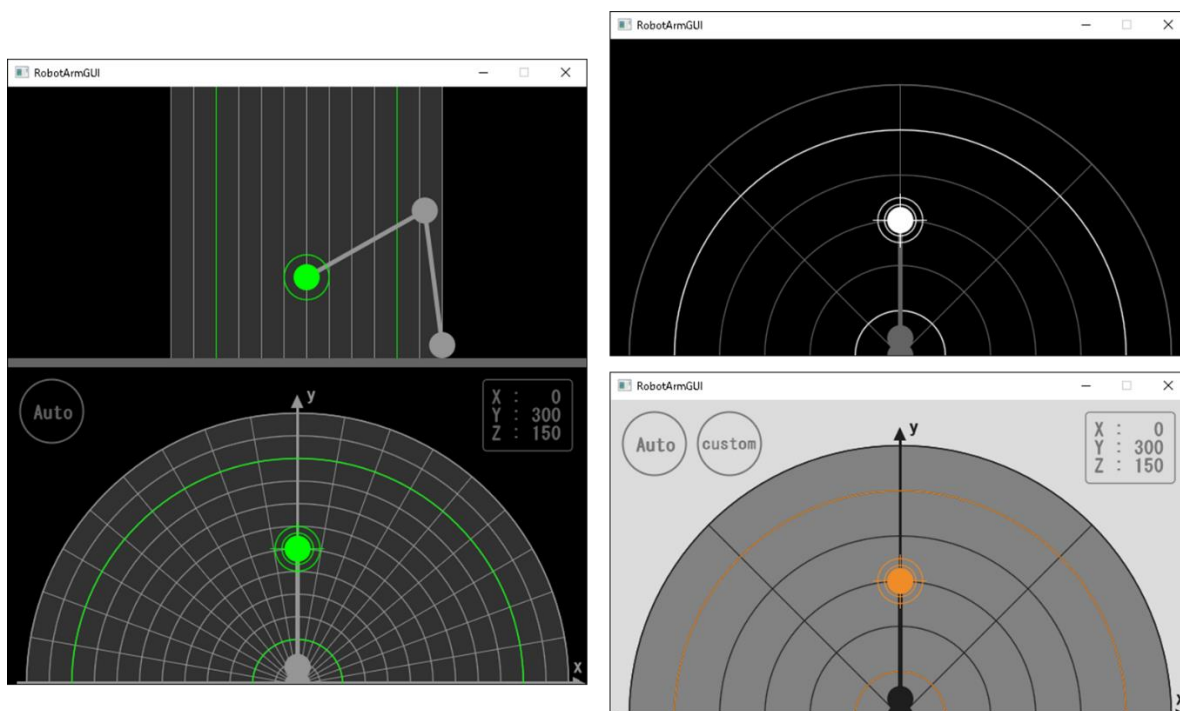 RobotArmGUI
Auto
X : 0
Y : 300
Z : 150
y
x
RobotArmGUI
RobotArmGUI
Auto
custom
X : 0
Y : 300
Z : 150
y
x